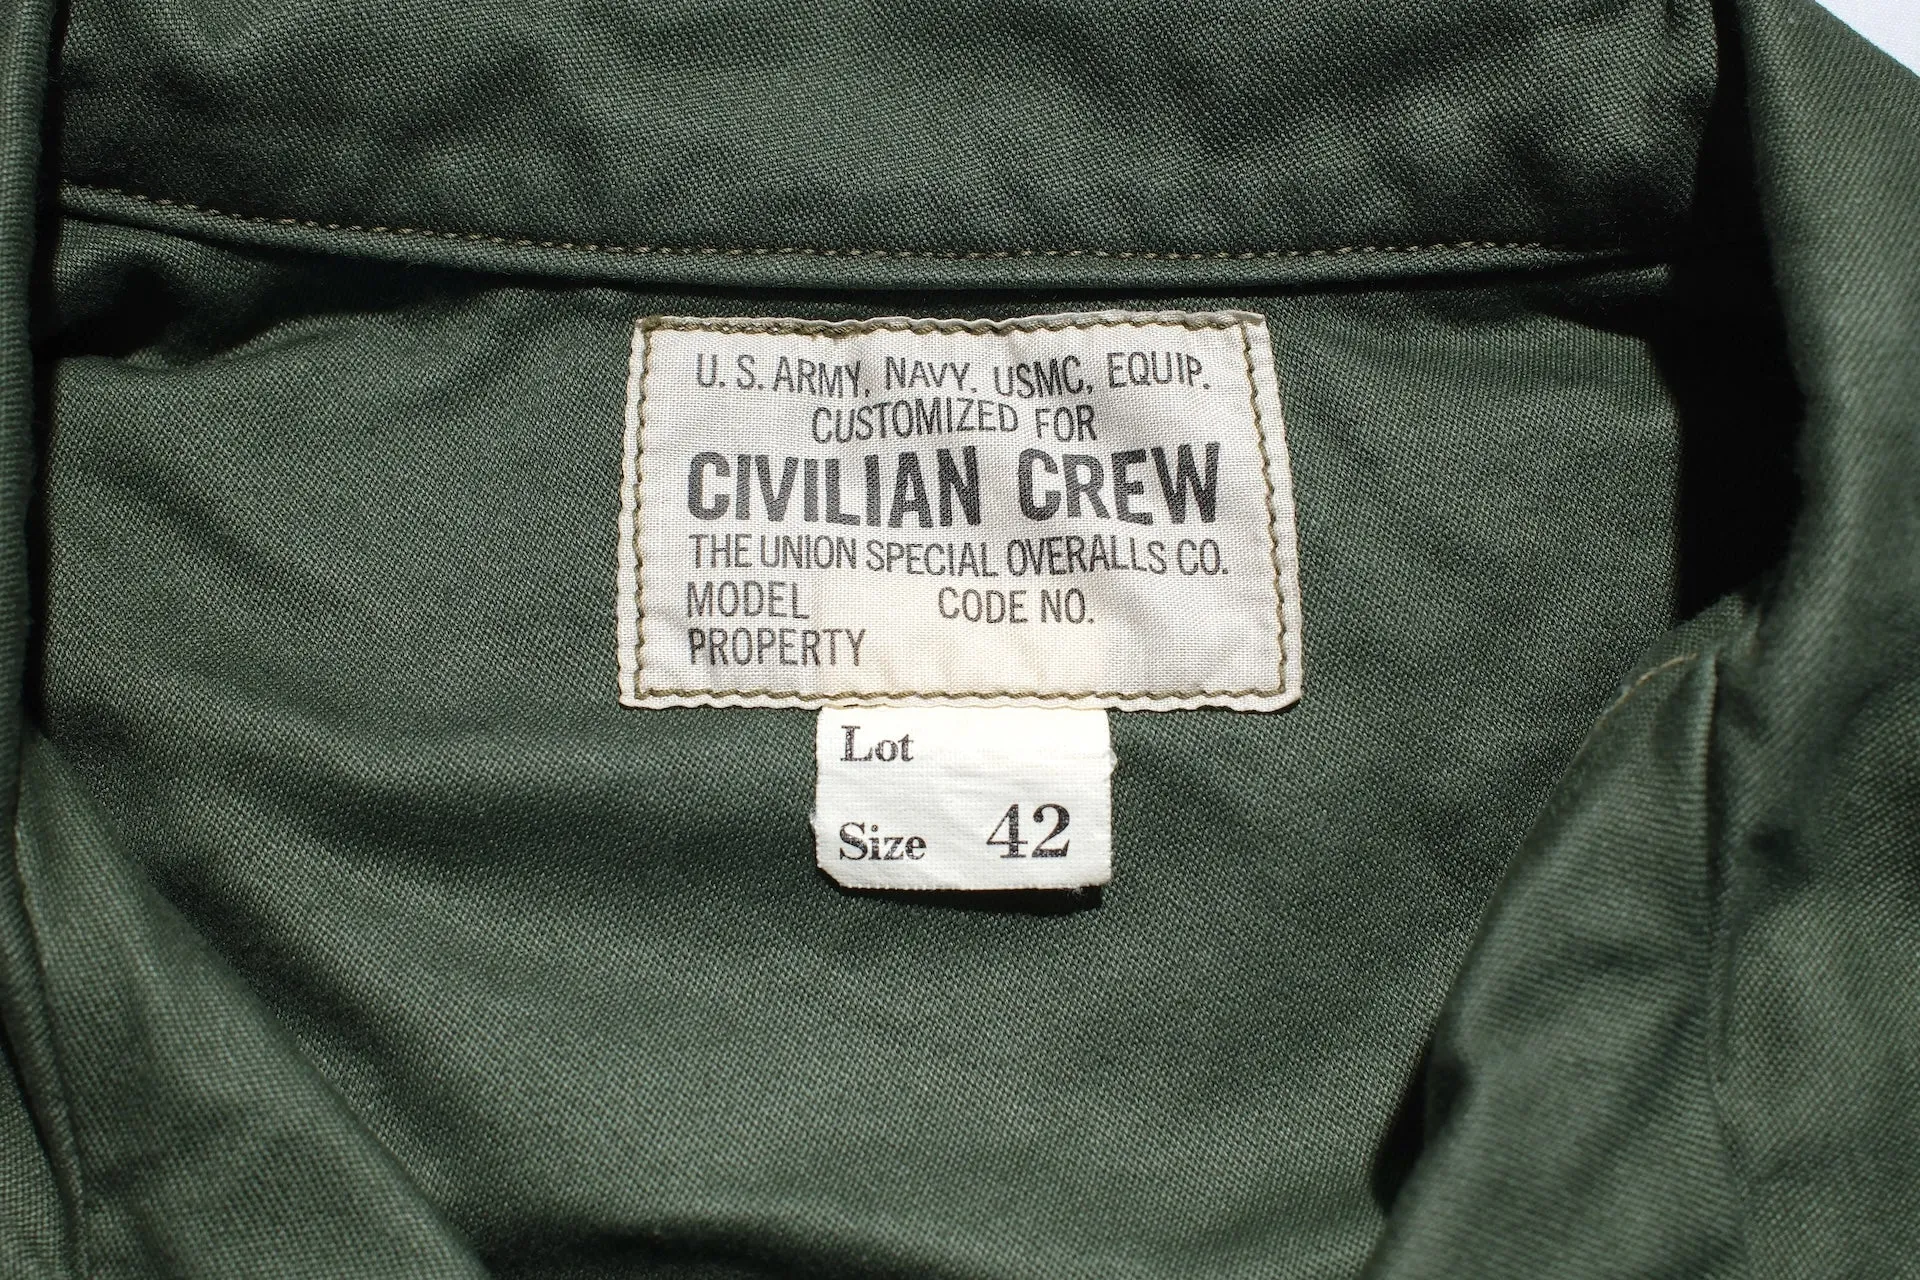 U. S. ARMY, NAVY. USMC, EQUIP.
CUSTOMIZED FOR
CIVILIAN CREW
THE UNION SPECIAL OVERALLS CO.
MODEL CODE NO.
PROPERTY
Lot
Size 42